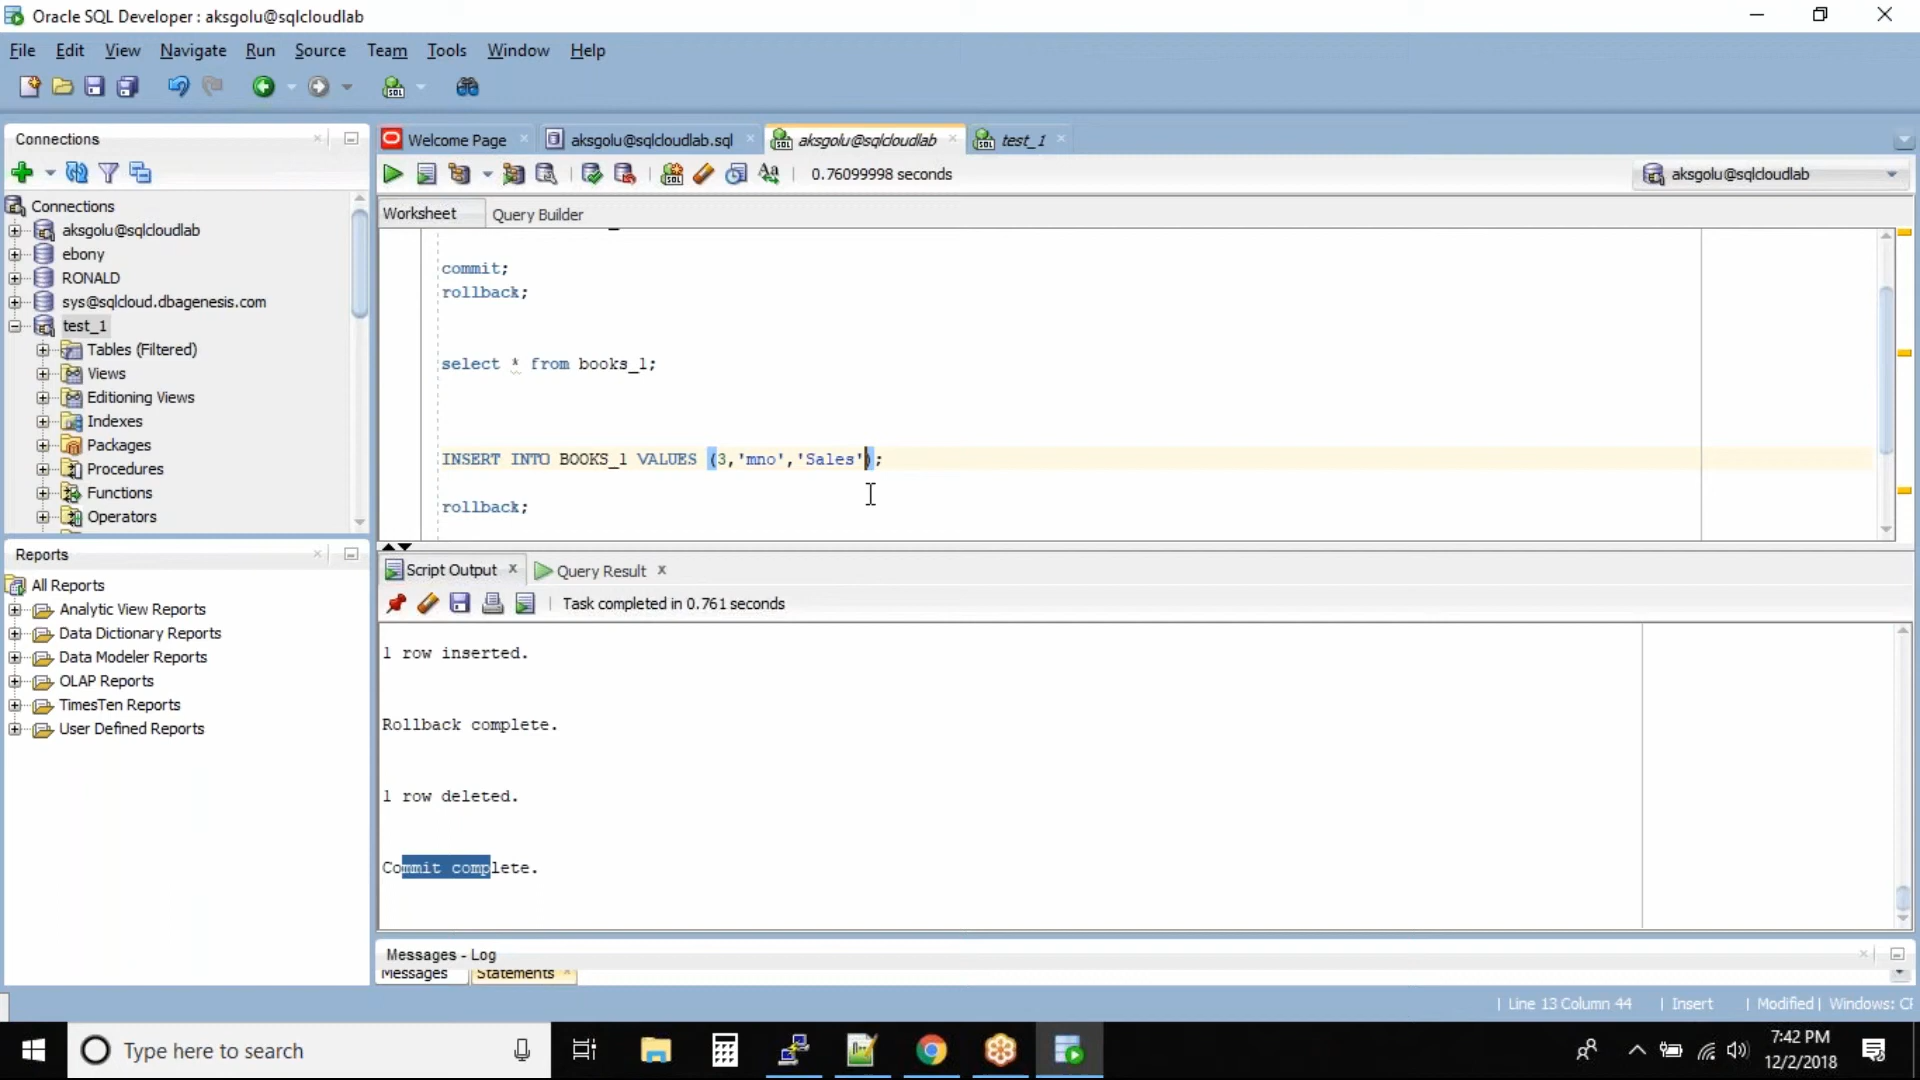 Oracle SQL Developer : aksgolu@sqlcloudlab
File Edit View Navigate Run Source Team Tools Window Help
Connections
Connections
aksgolu@sqlcloudlab
ebony
RONALD
sys@sqlcloud.dbagenesis.com
test_1
Tables (Filtered)
Views
Editioning Views
Indexes
Packages
Procedures
Functions
Operators
Reports
All Reports
Analytic View Reports
Data Dictionary Reports
Data Modeler Reports
OLAP Reports
TimesTen Reports
User Defined Reports
Welcome Page aksgolu@sqlcloudlab.sql aksgolu@sqlcloudlab test_1
0.76099998 seconds
aksgolu@sqlcloudlab
Worksheet Query Builder
commit;
rollback;
select * from books_1;
INSERT INTO BOOKS_1 VALUES (3,'mno','Sales');
rollback;
Script Output Query Result
Task completed in 0.761 seconds
1 row inserted.
Rollback complete.
1 row deleted.
Commit complete.
Messages - Log
Messages Statements
Line 13 Column 44 | Insert | Modified | Windows: C
Type here to search
7:42 PM
12/2/2018